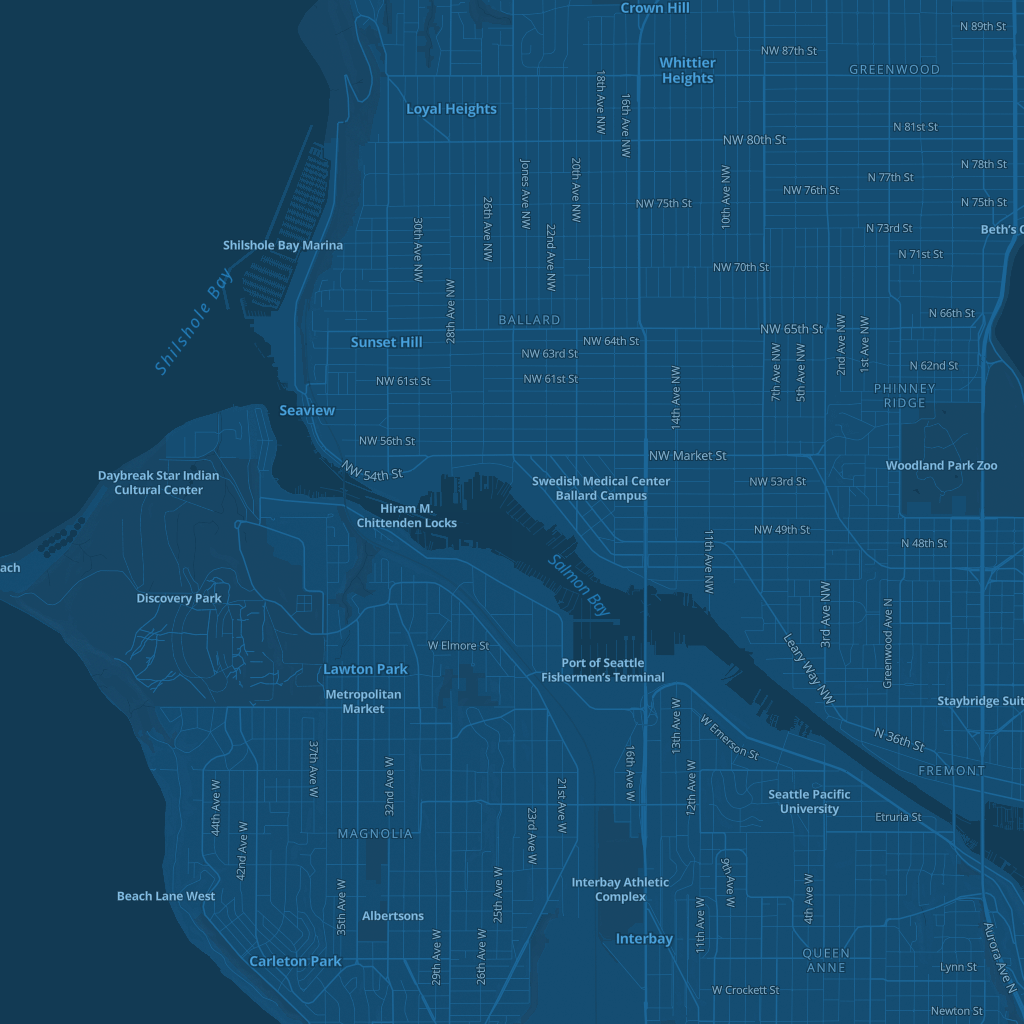 Crown Hill
N 89th St
NW 87th St
Whittier
Heights
GREENWOOD
18th Ave NW
16th Ave NW
Loyal Heights
N 81st St
NW 80th St
N 78th St
N 77th St
NW 76th St
Jones Ave NW
20th Ave NW
10th Ave NW
NW 75th St
N 75th St
26th Ave NW
30th Ave NW
22nd Ave NW
N 73rd St
Beth's C
Shilshole Bay Marina
N 71st St
NW 70th St
Shilshole Bay
28th Ave NW
N 66th St
BALLARD
NW 65th St
2nd Ave NW
1st Ave NW
Sunset Hill
NW 64th St
NW 63rd St
7th Ave NW
5th Ave NW
N 62nd St
NW 61st St
NW 61st St
14th Ave NW
PHINNEY
RIDGE
Seaview
NW 56th St
NW Market St
NW 54th St
Woodland Park Zoo
Daybreak Star Indian
Cultural Center
Swedish Medical Center
Ballard Campus
NW 53rd St
Hiram M.
Chittenden Locks
NW 49th St
11th Ave NW
N 48th St
ach
Salmon Bay
Discovery Park
3rd Ave NW
Greenwood Ave N
W Elmore St
Leary Way NW
Lawton Park
Port of Seattle
Fishermen's Terminal
Metropolitan
Market
Staybridge Suit
13th Ave W
W Emerson St
N 36th St
37th Ave W
32nd Ave W
16th Ave W
12th Ave W
FREMONT
44th Ave W
21st Ave W
Seattle Pacific
University
23rd Ave W
Etruria St
MAGNOLIA
42nd Ave W
Beach Lane West
Interbay Athletic
Complex
9th Ave W
4th Ave W
25th Ave W
35th Ave W
Albertsons
11th Ave W
Interbay
29th Ave W
26th Ave W
Aurora Ave N
QUEEN
ANNE
Carleton Park
Lynn St
W Crockett St
Newton St